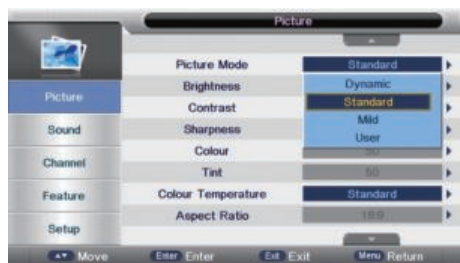 Picture
Picture
Sound
Channel
Feature
Setup
Picture Mode Standard
Brightness Dynamic
Contrast Standard
Sharpness Mild
User
Colour 50
Tint 50
Colour Temperature Standard
Aspect Ratio 16:9
Move Enter Enter Exit Exit Menu Return